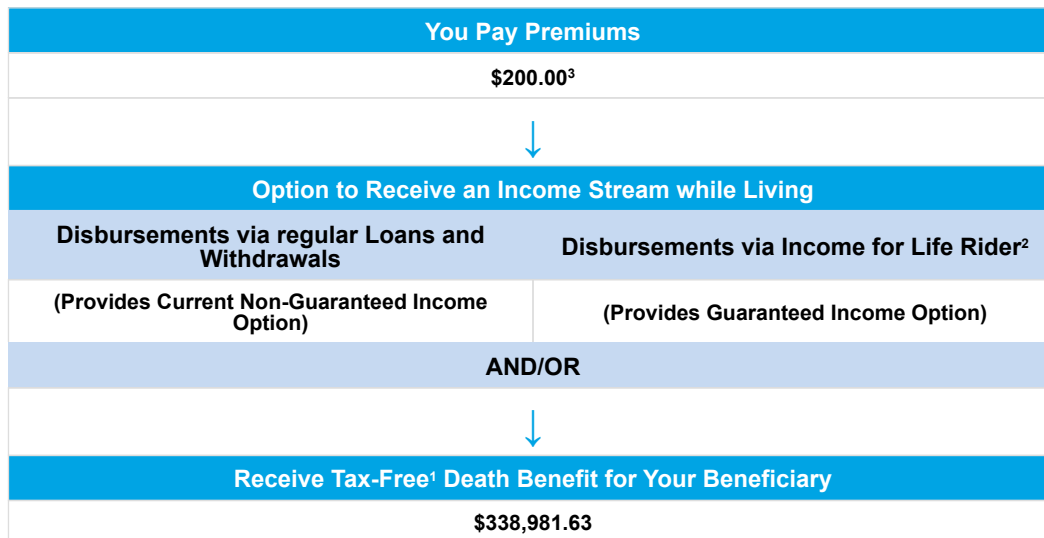 You Pay Premiums
$200.00³
Option to Receive an Income Stream while Living
Disbursements via regular Loans and
Withdrawals
Disbursements via Income for Life Rider²
(Provides Current Non-Guaranteed Income
Option)
(Provides Guaranteed Income Option)
AND/OR
Receive Tax-Free¹ Death Benefit for Your Beneficiary
$338,981.63